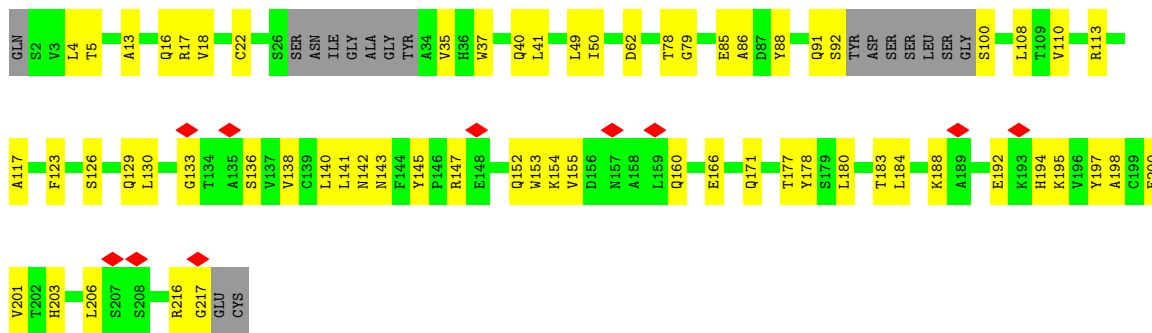 GLN S2 V3 L4 T5 A13 Q16 R17 V18 C22 S26 SER ASN ILE GLY ALA GLY TYR A34 V35 H36 W37 Q40 L41 L49 I50 D62 T78 G79 E85 A86 D87 Y88 Q91 S92 TYR ASP SER SER LEU SER GLY S100 L108 T109 V110 R113
A117 F123 S126 Q129 L130 G133 T134 A135 S136 V137 V138 C139 L140 L141 N142 N143 F144 Y145 P146 R147 E148 Q152 W153 K154 V155 D156 N157 A158 L159 Q160 E166 Q171 T177 Y178 S179 L180 T183 L184 K188 A189 E192 K193 H194 K195 V196 Y197 A198 C199 E200
V201 T202 H203 L206 S207 S208 R216 G217 GLU CYS